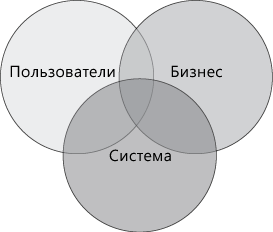 Пользователи
Бизнес
Система